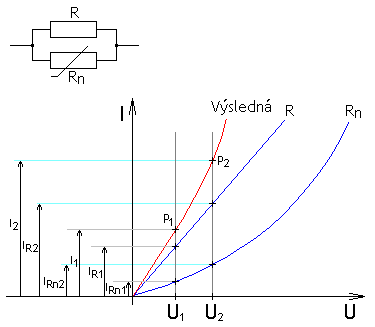 R
Rn
Výsledná
I
R
Rn
P2
P1
I2
IR2
I1
IR1
IRn2
IRn1
U1
U2
U